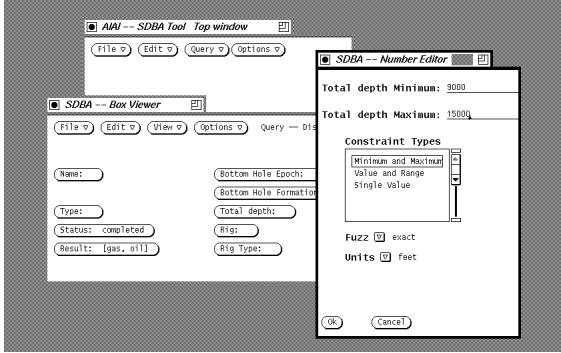 AIAI -- SDBA Tool Top window
File Edit Query Options
SDBA -- Box Viewer
File Edit View Options Query — Dis
Name: Bottom Hole Epoch:
Bottom Hole Formation
Type: Total depth:
Status: completed Rig:
Result: [gas, oil] Rig Type:
SDBA -- Number Editor
Total depth Minimum: 9000
Total depth Maximum: 15000
Constraint Types
Minimum and Maximum
Value and Range
Single Value
Fuzz exact
Units feet
Ok Cancel